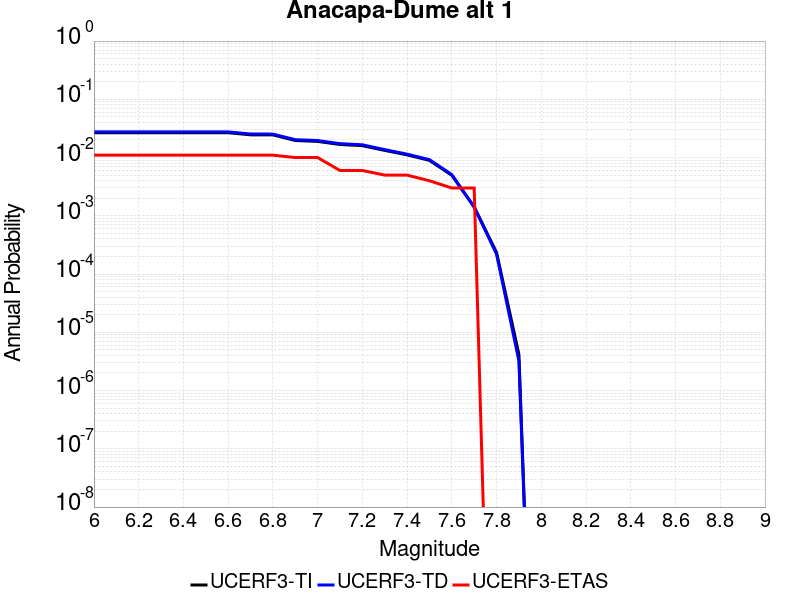 Anacapa-Dume alt 1
10^0
10^-1
10^-2
10^-3
10^-4
10^-5
10^-6
10^-7
10^-8
Annual Probability
6 6.2 6.4 6.6 6.8 7 7.2 7.4 7.6 7.8 8 8.2 8.4 8.6 8.8 9
Magnitude
UCERF3-TI UCERF3-TD UCERF3-ETAS